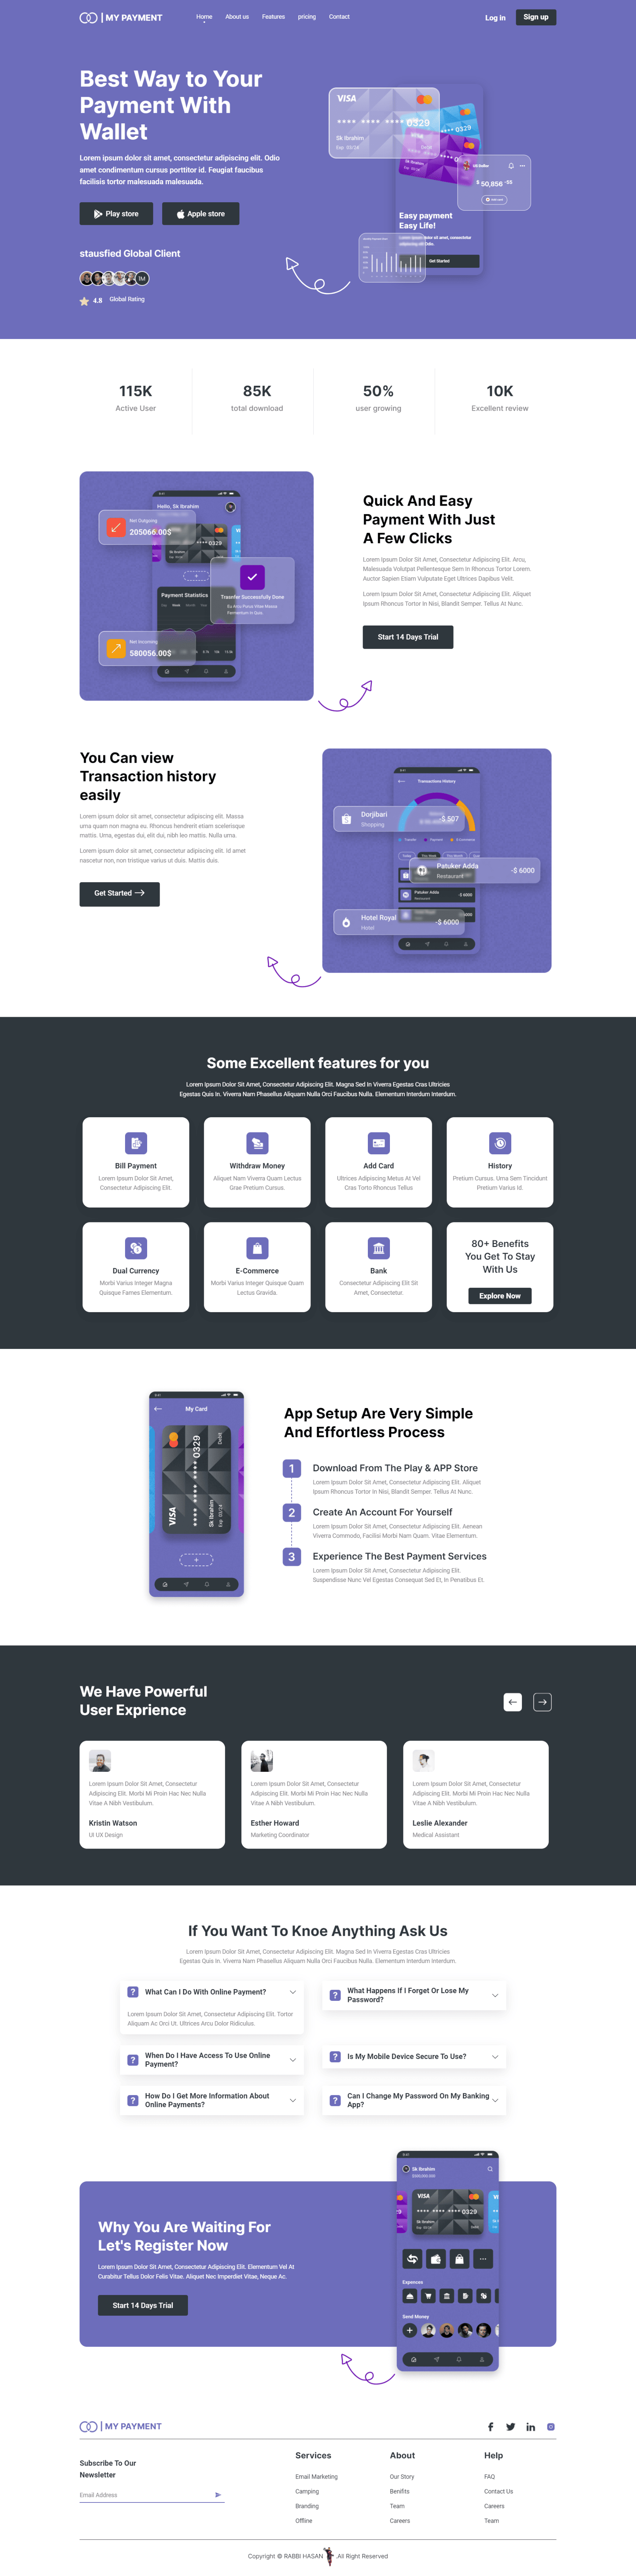 MY PAYMENT
Home
About us
Features
pricing
Contact
Log in
Sign up
Best Way to Your
Payment With
Wallet
Lorem ipsum dolor sit amet, consectetur adipiscing elit. Odio
amet condimentum cursus porttitor id. Feugiat faucibus
facilisis tortor malesuada malesuada.
Play store
Apple store
stausfied Global Client
1M
4.8
Global Rating
VISA
**** **** **** 0329
Sk Ibrahim
Exp. 03/24
$ 50,856 .55
Easy payment
Easy Life!
Lorem ipsum dolor sit amet, consectetur
adipiscing elit Odio.
Get Started
115K
Active User
85K
total download
50%
user growing
10K
Excellent review
Hello, Sk Ibrahim
Net Outgoing
205066.00$
**** 0329
Transfer Successfully Done
Payment Statistics
Day
Week
Month
Net Incoming
580056.00$
Quick And Easy
Payment With Just
A Few Clicks
Lorem Ipsum Dolor Sit Amet, Consectetur Adipiscing Elit. Arcu,
Malesuada Volutpat Pellentesque Sem In Rhoncus Tortor Lorem.
Auctor Sapien Etiam Vulputate Eget Ultrices Dapibus Velit.
Lorem Ipsum Dolor Sit Amet, Consectetur Adipiscing Elit. Aliquet
Ipsum Rhoncus Tortor In Nisi, Blandit Semper. Tellus At Nunc.
Start 14 Days Trial
You Can view
Transaction history
easily
Lorem ipsum dolor sit amet, consectetur adipiscing elit. Massa
urna quam non magna eu. Rhoncus hendrerit etiam scelerisque
mattis. Urna, egestas dui, elit dui, nibh leo mattis. Nulla urna.
Lorem ipsum dolor sit amet, consectetur adipiscing elit. Id amet
nascetur non, non tristique varius ut duis. Mattis duis.
Get Started
Transactions History
Dorjibari
Shopping
-$ 507
Transfer
Payment
E-Commerce
Patuker Adda
Restaurant
-$ 6000
Patuker Adda
Restaurant
-$ 6000
Hotel Royal
Hotel
-$ 6000
Some Excellent features for you
Lorem Ipsum Dolor Sit Amet, Consectetur Adipiscing Elit. Magna Sed In Viverra Egestas Cras Ultricies
Egestas Quis In. Viverra Nam Phasellus Aliquam Nulla Orci Faucibus Nulla. Elementum Interdum Interdum.
Bill Payment
Lorem Ipsum Dolor Sit Amet,
Consectetur Adipiscing Elit.
Withdraw Money
Aliquet Nam Viverra Quam Lectus
Grae Pretium Cursus.
Add Card
Ultrices Adipiscing Metus At Vel
Cras Torto Rhoncus Tellus
History
Pretium Cursus. Urna Sem Tincidunt
Pretium Varius Id.
Dual Currency
Morbi Varius Integer Magna
Quisque Fames Elementum.
E-Commerce
Morbi Varius Integer Quisque Quam
Lectus Gravida.
Bank
Consectetur Adipiscing Elit Sit
Amet, Consectetur.
80+ Benefits
You Get To Stay
With Us
Explore Now
My Card
VISA
**** **** **** 0329
Debit
Sk Ibrahim
Exp. 03/24
App Setup Are Very Simple
And Effortless Process
1
Download From The Play & APP Store
Lorem Ipsum Dolor Sit Amet, Consectetur Adipiscing Elit. Aliquet
Ipsum Rhoncus Tortor In Nisi, Blandit Semper. Tellus At Nunc.
2
Create An Account For Yourself
Lorem Ipsum Dolor Sit Amet, Consectetur Adipiscing Elit. Aenean
Viverra Commodo, Facilisi Morbi Nam Quam. Vitae Elementum.
3
Experience The Best Payment Services
Lorem Ipsum Dolor Sit Amet, Consectetur Adipiscing Elit.
Suspendisse Nunc Vel Egestas Consequat Sed Et, In Penatibus Et.
We Have Powerful
User Exprience
Lorem Ipsum Dolor Sit Amet, Consectetur
Adipiscing Elit. Morbi Mi Proin Hac Nec Nulla
Vitae A Nibh Vestibulum.
Kristin Watson
UI UX Design
Lorem Ipsum Dolor Sit Amet, Consectetur
Adipiscing Elit. Morbi Mi Proin Hac Nec Nulla
Vitae A Nibh Vestibulum.
Esther Howard
Marketing Coordinator
Lorem Ipsum Dolor Sit Amet, Consectetur
Adipiscing Elit. Morbi Mi Proin Hac Nec Nulla
Vitae A Nibh Vestibulum.
Leslie Alexander
Medical Assistant
If You Want To Knoe Anything Ask Us
Lorem Ipsum Dolor Sit Amet, Consectetur Adipiscing Elit. Magna Sed In Viverra Egestas Cras Ultricies
Egestas Quis In. Viverra Nam Phasellus Aliquam Nulla Orci Faucibus Nulla. Elementum Interdum Interdum.
What Can I Do With Online Payment?
Lorem Ipsum Dolor Sit Amet, Consectetur Adipiscing Elit. Tortor
Aliquam Ac Orci Ut. Ultrices Arcu Dolor Ridiculus.
What Happens If I Forget Or Lose My
Password?
When Do I Have Access To Use Online
Payment?
Is My Mobile Device Secure To Use?
How Do I Get More Information About
Online Payments?
Can I Change My Password On My Banking
App?
Why You Are Waiting For
Let's Register Now
Lorem Ipsum Dolor Sit Amet, Consectetur Adipiscing Elit. Elementum Vel At
Curabitur Tellus Dolor Felis Vitae. Aliquet Nec Imperdiet Vitae, Neque Ac.
Start 14 Days Trial
Sk Ibrahim
VISA
**** **** **** 0329
Sk Ibrahim
Expences
Send Money
MY PAYMENT
Subscribe To Our
Newsletter
Email Address
Services
Email Marketing
Camping
Branding
Offline
About
Our Story
Benifits
Team
Careers
Help
FAQ
Contact Us
Careers
Team
Copyright © RABBI HASAN .All Right Reserved